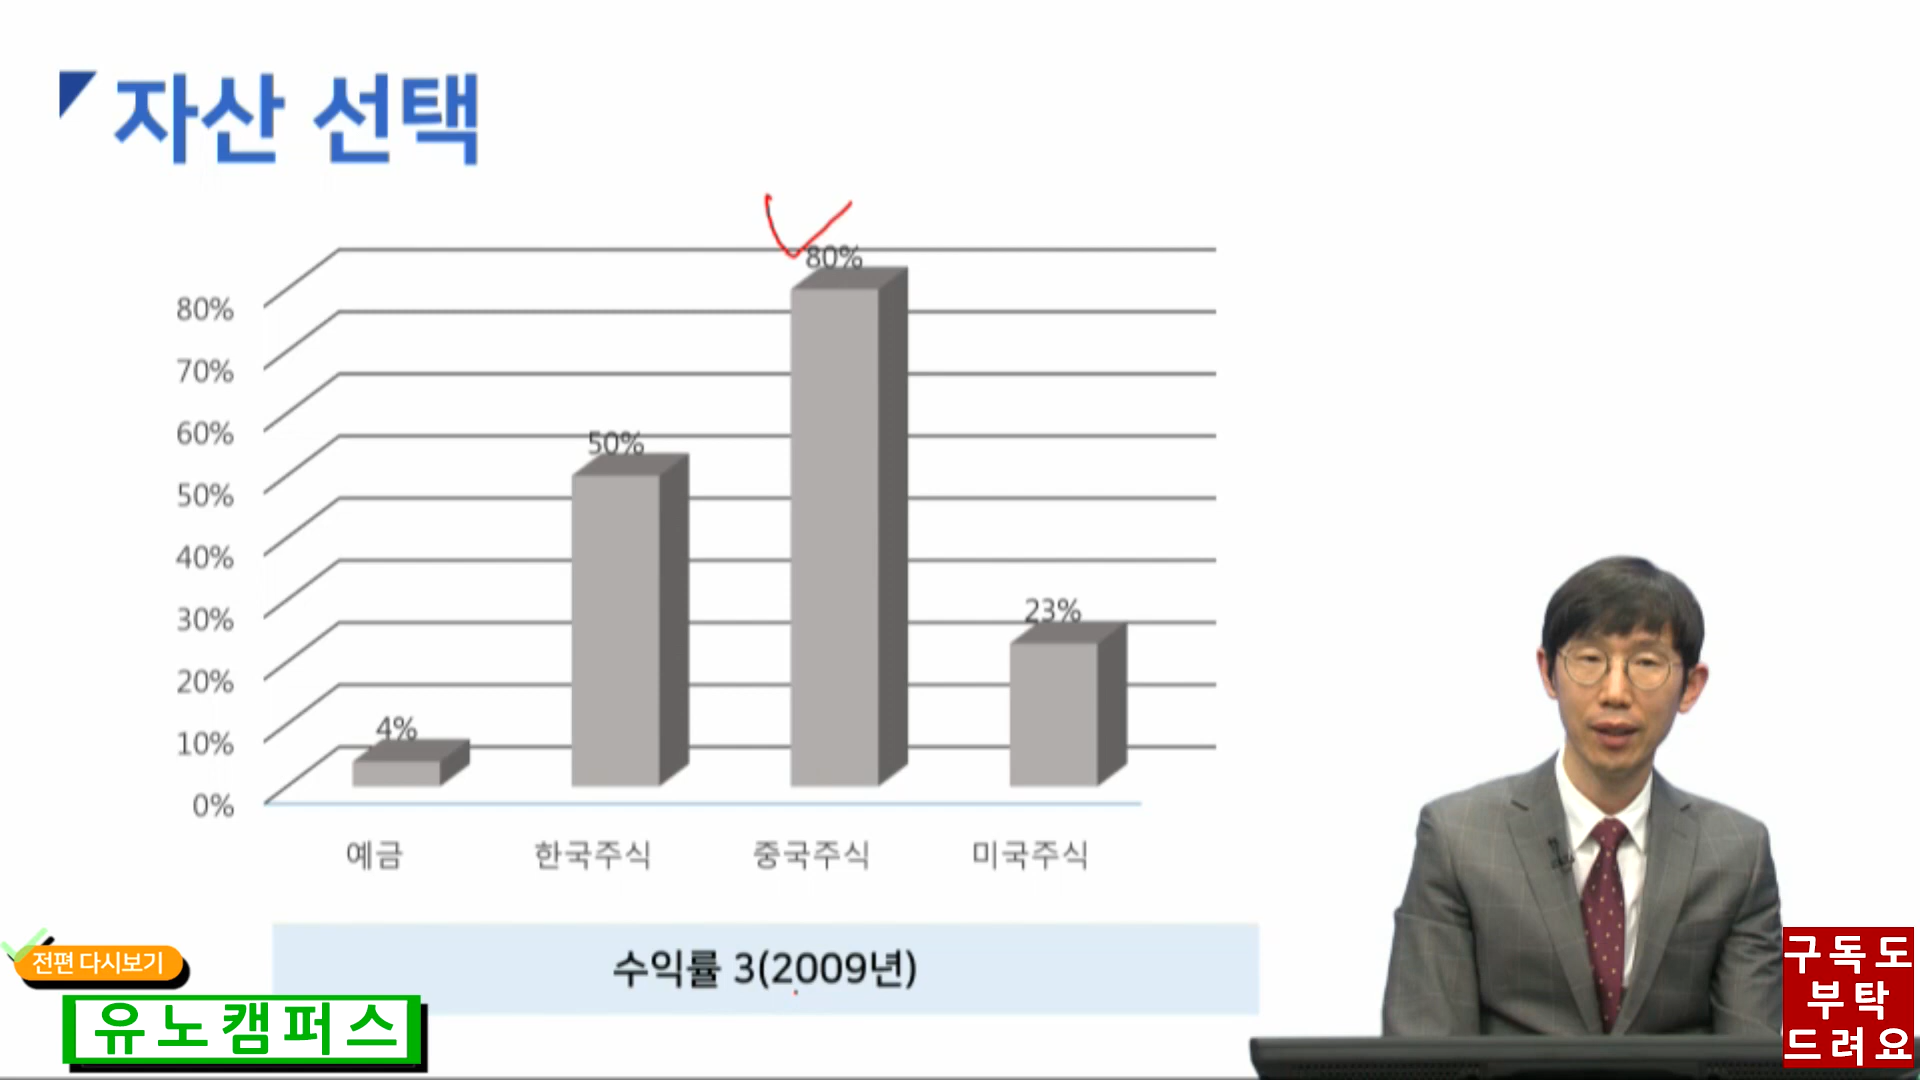 자산 선택
80%
80%
70%
60%
50%
50%
40%
30%
23%
20%
10%
4%
0%
예금 한국주식 중국주식 미국주식
수익률 3(2009년)
전편 다시보기
유노캠퍼스
구독도
부탁
드려요